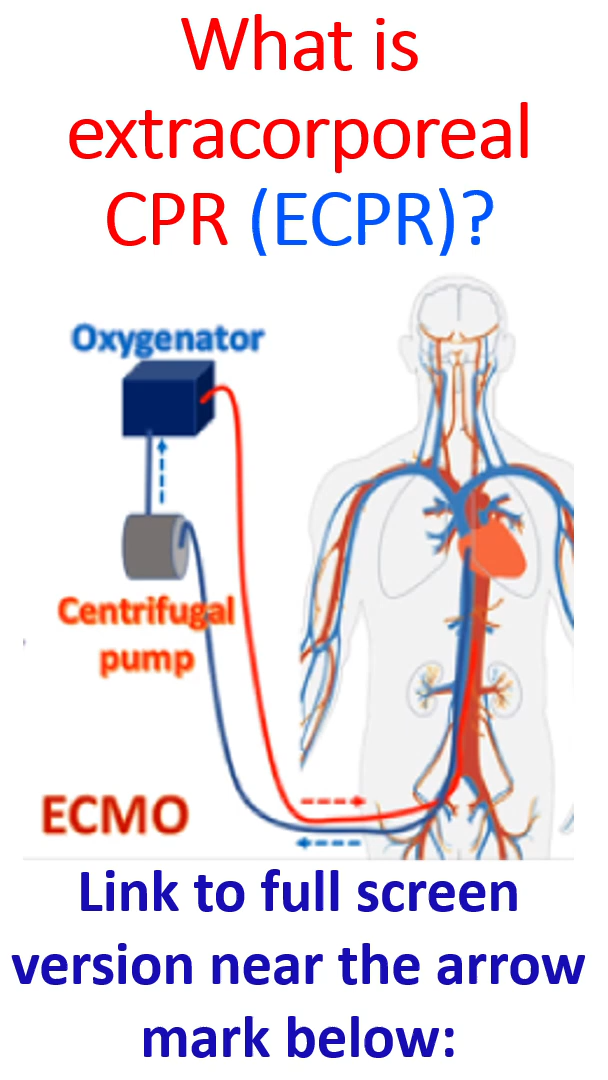 What is
extracorporeal
CPR (ECPR)?
Oxygenator
Centrifugal
pump
ECMO
Link to full screen
version near the arrow
mark below: